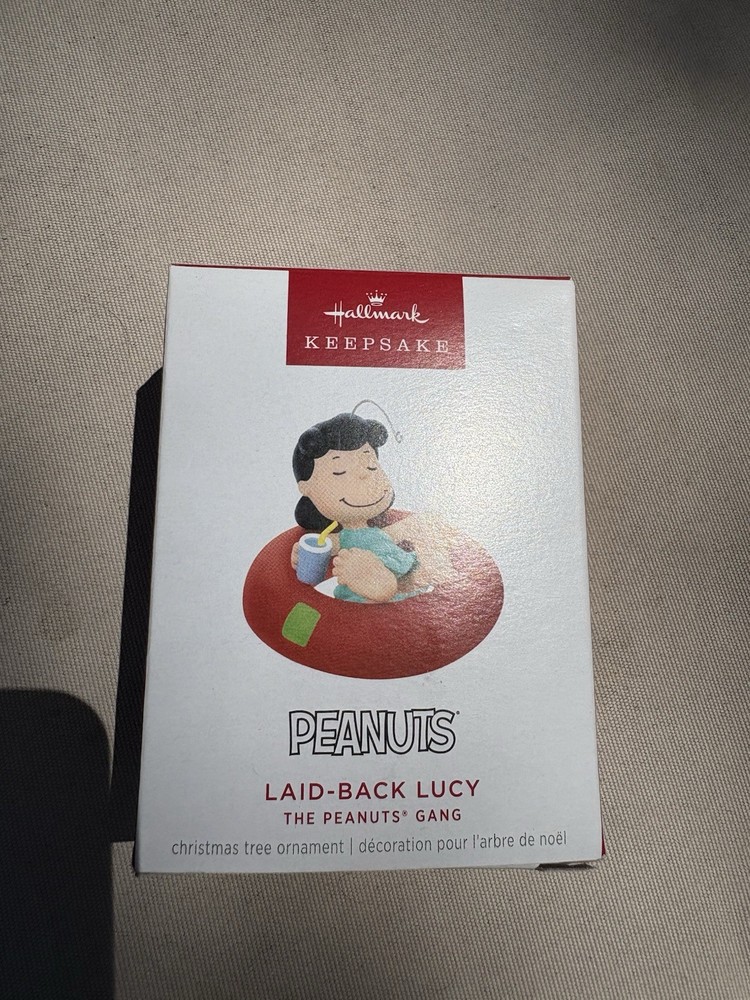 Hallmark
KEEPSAKE
PEANUTS®
LAID-BACK LUCY
THE PEANUTS® GANG
christmas tree ornament | décoration pour l'arbre de noël